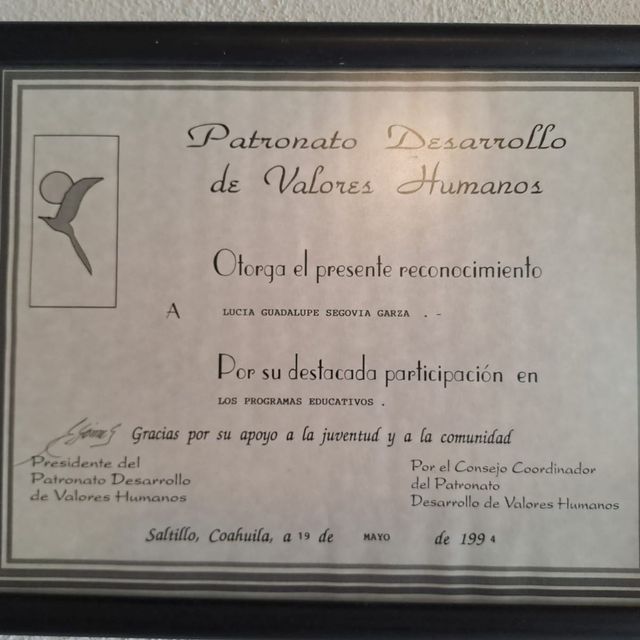 Patronato Desarrollo
de Valores Humanos
Otorga el presente reconocimiento
A LUCIA GUADALUPE SEGOVIA GARZA . -
Por su destacada participación en
LOS PROGRAMAS EDUCATIVOS .
Gracias por su apoyo a la juventud y a la comunidad
Presidente del
Patronato Desarrollo
de Valores Humanos
Por el Consejo Coordinador
del Patronato
Desarrollo de Valores Humanos
Saltillo, Coahuila, a 19 de MAYO de 1994